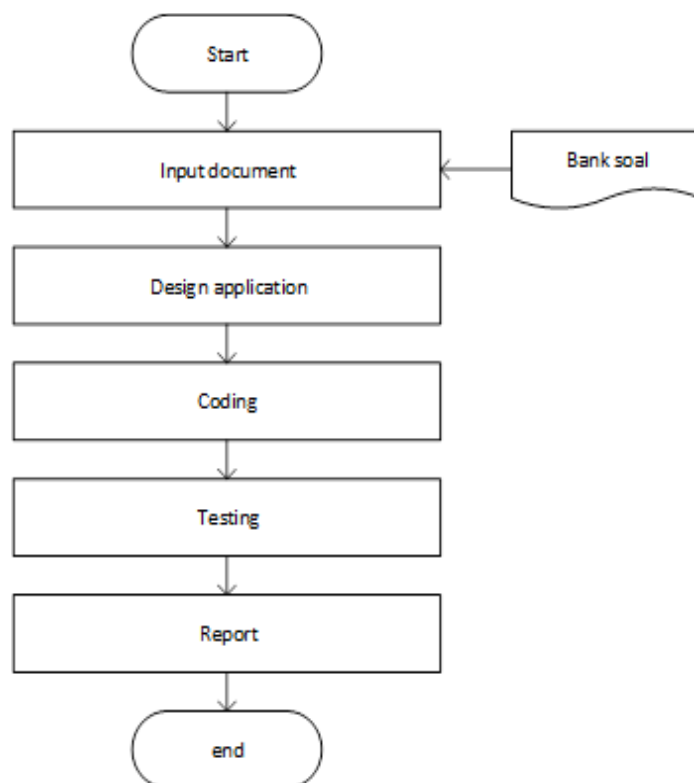 Start
Input document
Bank soal
Design application
Coding
Testing
Report
end